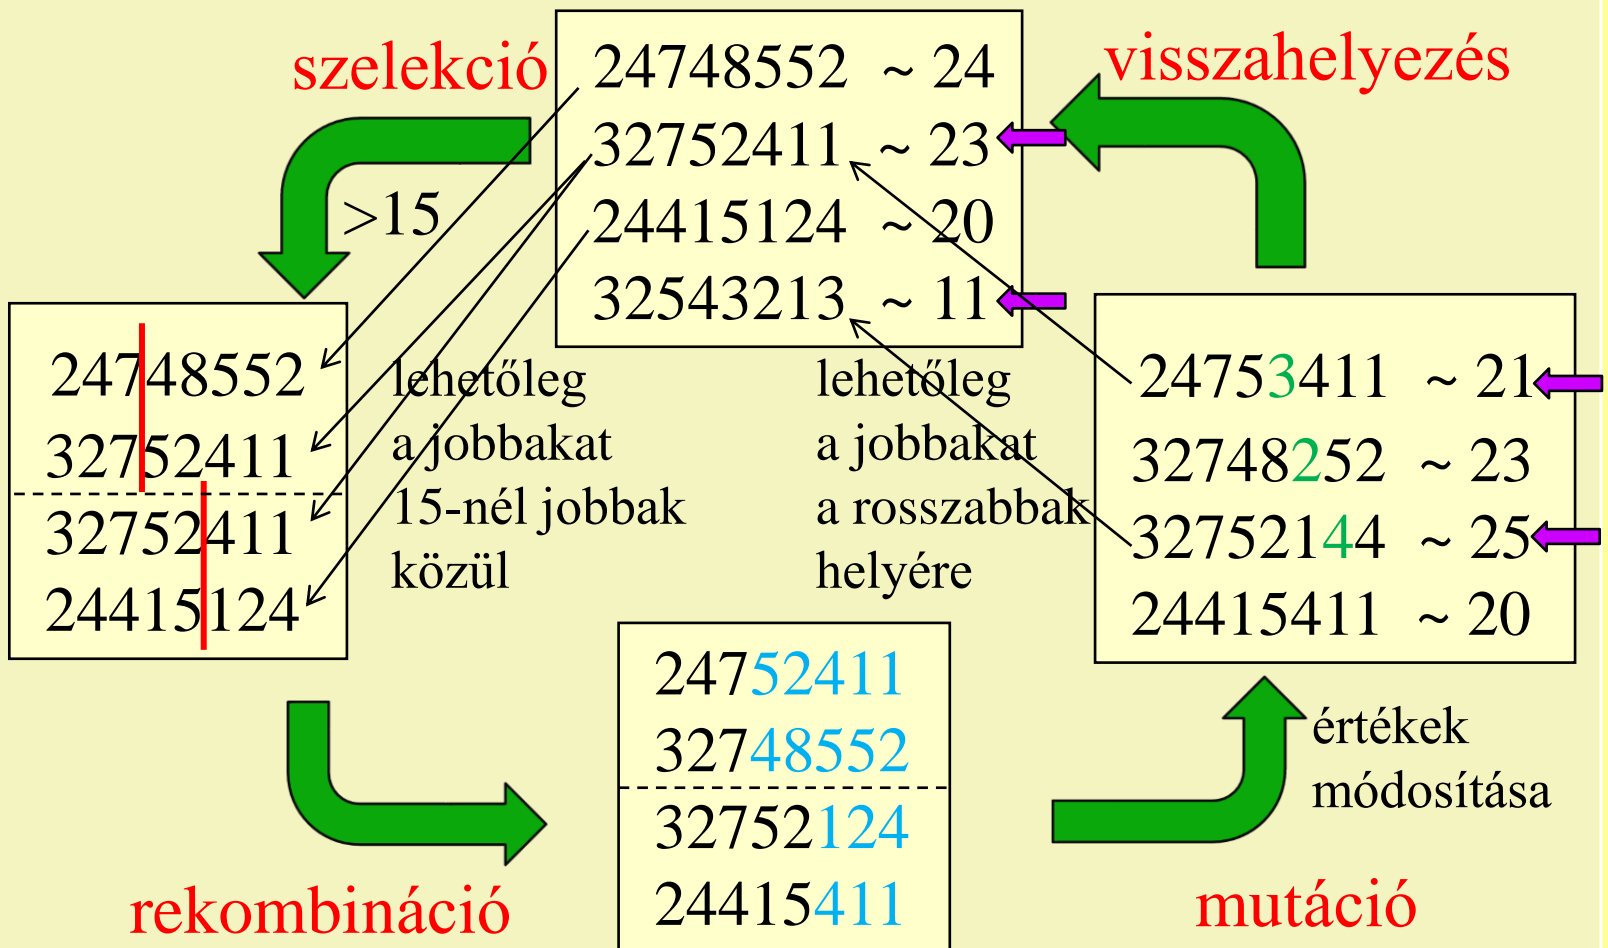 szelekció
24748552 ~ 24
32752411 ~ 23
24415124 ~ 20
32543213 ~ 11
visszahelyezés
>15
24748552
32752411
32752411
24415124
lehetőleg
a jobbakat
15-nél jobbak
közül
lehetőleg
a jobbakat
a rosszabbak
helyére
24753411 ~ 21
32748252 ~ 23
32752144 ~ 25
24415411 ~ 20
24752411
32748552
32752124
24415411
értékek
módosítása
rekombináció
mutáció